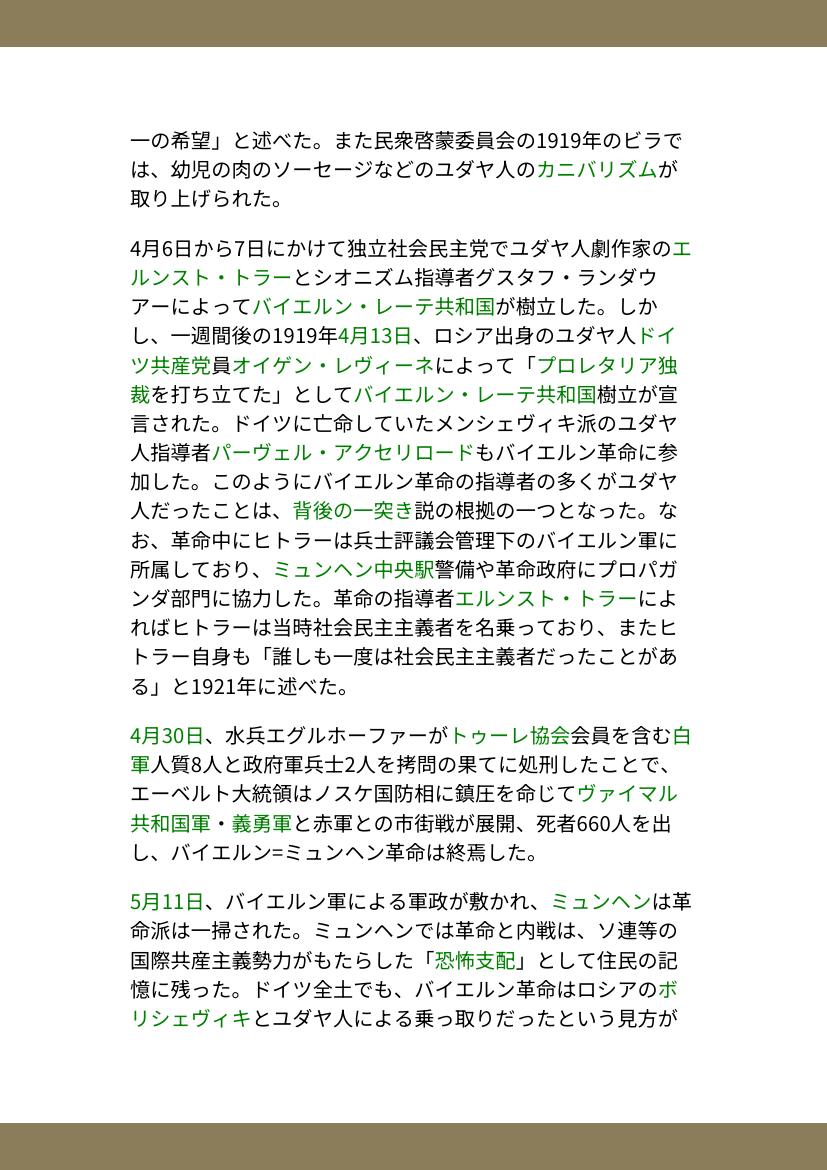 一の希望」と述べた。また民衆啓蒙委員会の1919年のビラで
は、幼児の肉のソーセージなどのユダヤ人のカニバリズムが
取り上げられた。
4月6日から7日にかけて独立社会民主党でユダヤ人劇作家のエ
ルンスト・トラーとシオニズム指導者グスタフ・ランダウ
アーによってバイエルン・レーテ共和国が樹立した。しか
し、一週間後の1919年4月13日、ロシア出身のユダヤ人ドイ
ツ共産党員オイゲン・レヴィーネによって「プロレタリア独
裁を打ち立てた」としてバイエルン・レーテ共和国樹立が宣
言された。ドイツに亡命していたメンシェヴィキ派のユダヤ
人指導者パーヴェル・アクセリロードもバイエルン革命に参
加した。このようにバイエルン革命の指導者の多くがユダヤ
人だったことは、背後の一突き説の根拠の一つとなった。な
お、革命中にヒトラーは兵士評議会管理下のバイエルン軍に
所属しており、ミュンヘン中央駅警備や革命政府にプロパガ
ンダ部門に協力した。革命の指導者エルンスト・トラーによ
ればヒトラーは当時社会民主主義者を名乗っており、またヒ
トラー自身も「誰しも一度は社会民主主義者だったことがあ
る」と1921年に述べた。
4月30日、水兵エグルホーファーがトゥーレ協会会員を含む白
軍人質8人と政府軍兵士2人を拷問の果てに処刑したことで、
エーベルト大統領はノスケ国防相に鎮圧を命じてヴァイマル
共和国軍・義勇軍と赤軍との市街戦が展開、死者660人を出
し、バイエルン=ミュンヘン革命は終焉した。
5月11日、バイエルン軍による軍政が敷かれ、ミュンヘンは革
命派は一掃された。ミュンヘンでは革命と内戦は、ソ連等の
国際共産主義勢力がもたらした「恐怖支配」として住民の記
憶に残った。ドイツ全土でも、バイエルン革命はロシアのボ
リシェヴィキとユダヤ人による乗っ取りだったという見方が